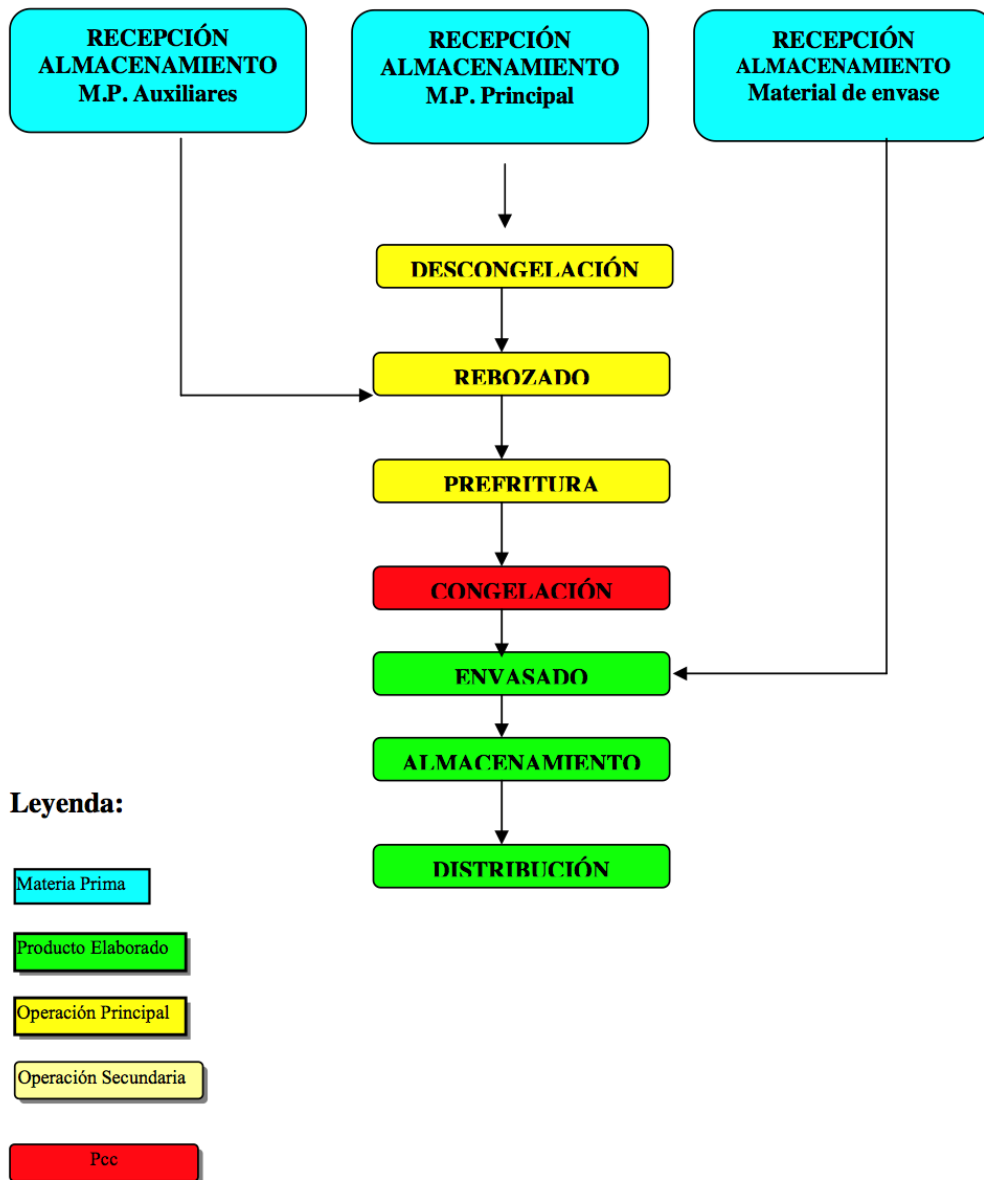 RECEPCIÓN
ALMACENAMIENTO
M.P. Auxiliares
RECEPCIÓN
ALMACENAMIENTO
M.P. Principal
RECEPCIÓN
ALMACENAMIENTO
Material de envase
DESCONGELACIÓN
REBOZADO
PREFRITURA
CONGELACIÓN
ENVASADO
ALMACENAMIENTO
DISTRIBUCIÓN
Leyenda:
Materia Prima
Producto Elaborado
Operación Principal
Operación Secundaria
Pcc